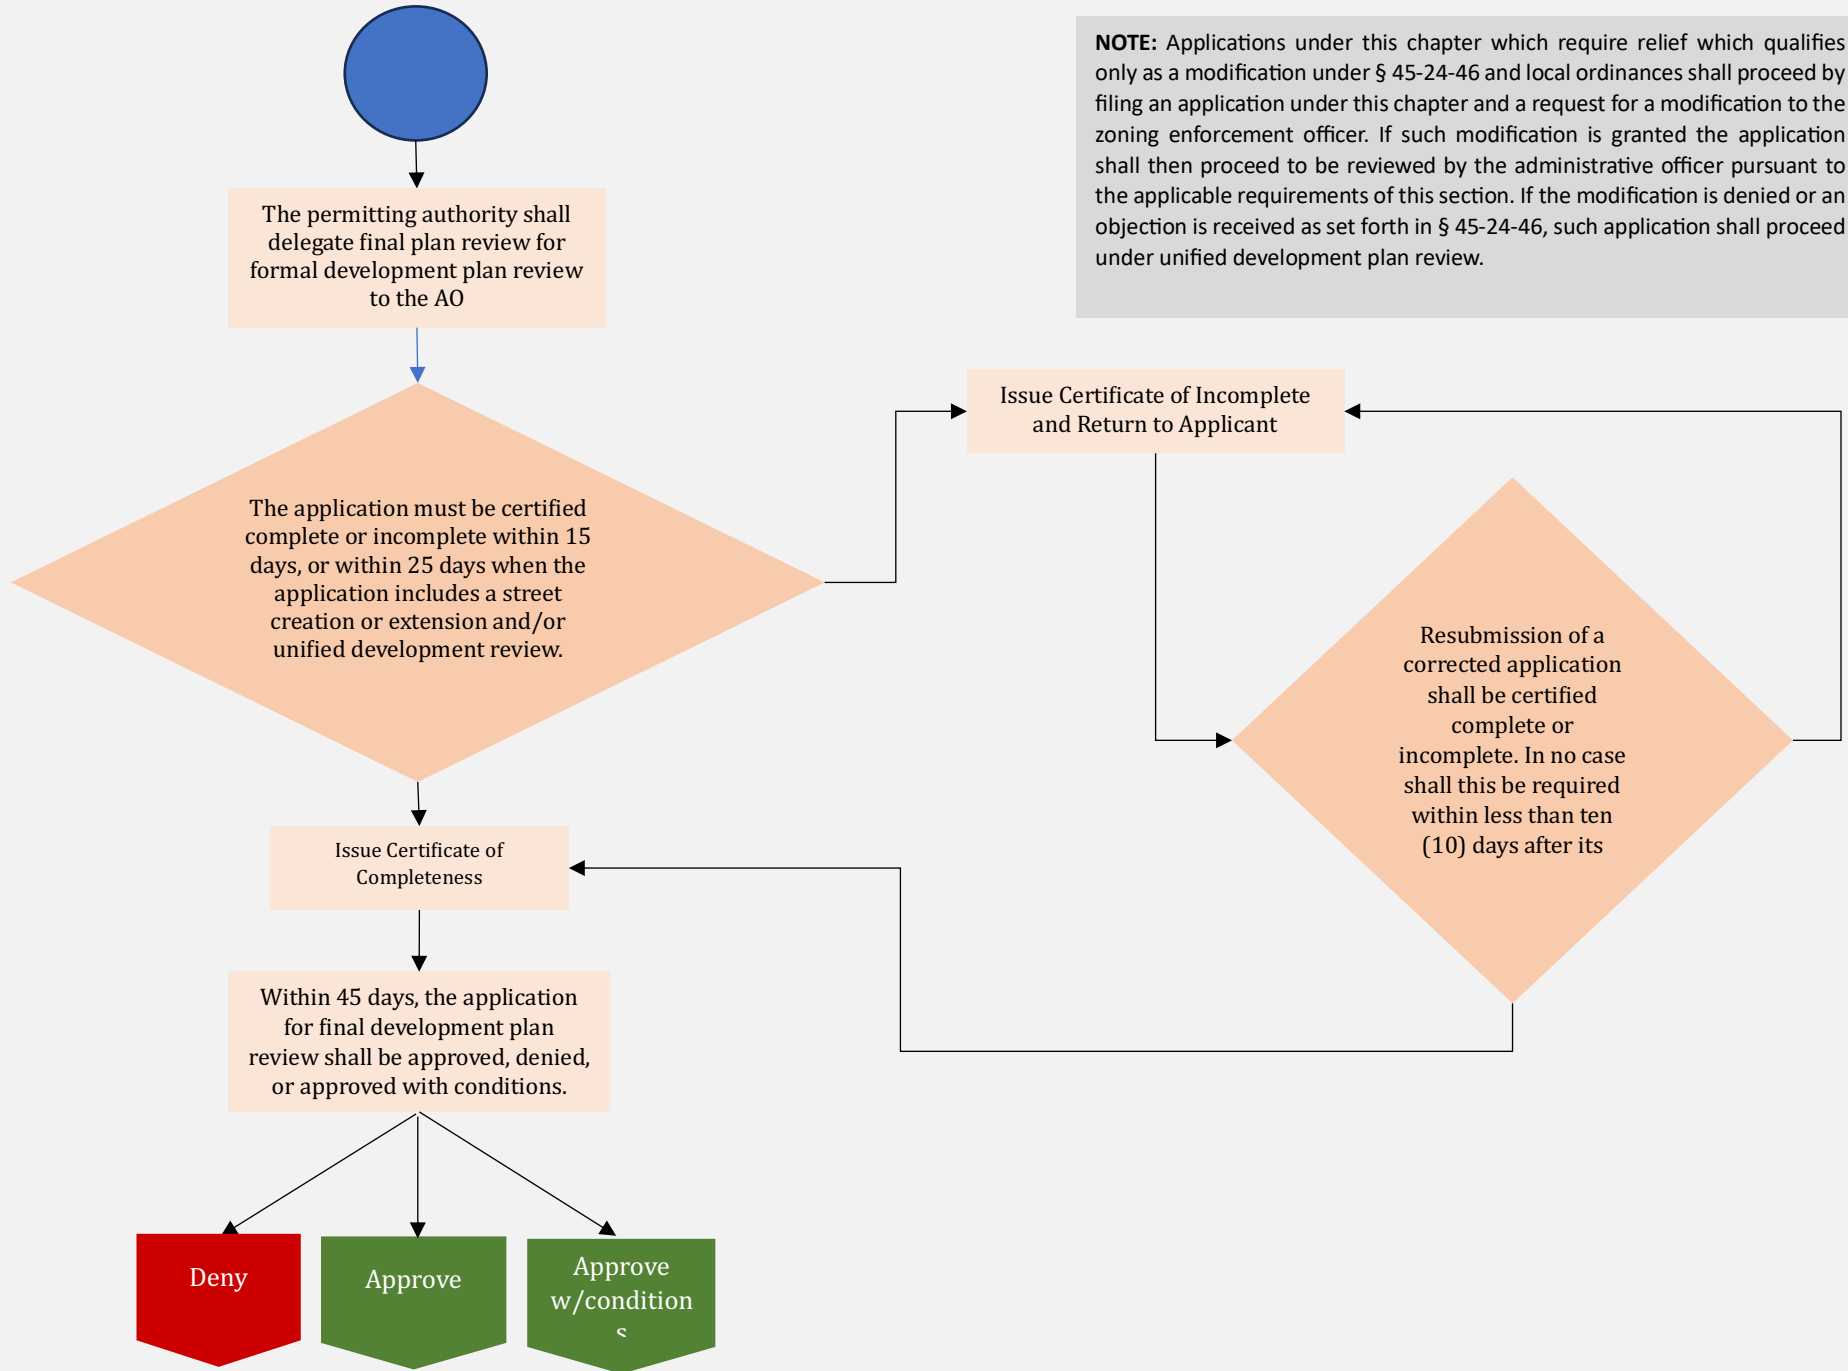 NOTE: Applications under this chapter which require relief which qualifies
only as a modification under § 45-24-46 and local ordinances shall proceed by
filing an application under this chapter and a request for a modification to the
zoning enforcement officer. If such modification is granted the application
shall then proceed to be reviewed by the administrative officer pursuant to
the applicable requirements of this section. If the modification is denied or an
objection is received as set forth in § 45-24-46, such application shall proceed
under unified development plan review.
The permitting authority shall
delegate final plan review for
formal development plan review
to the AO
Issue Certificate of Incomplete
and Return to Applicant
The application must be certified
complete or incomplete within 15
days, or within 25 days when the
application includes a street
creation or extension and/or
unified development review.
Resubmission of a
corrected application
shall be certified
complete or
incomplete. In no case
shall this be required
within less than ten
(10) days after its
Issue Certificate of
Completeness
Within 45 days, the application
for final development plan
review shall be approved, denied,
or approved with conditions.
Deny
Approve
Approve
w/condition
s